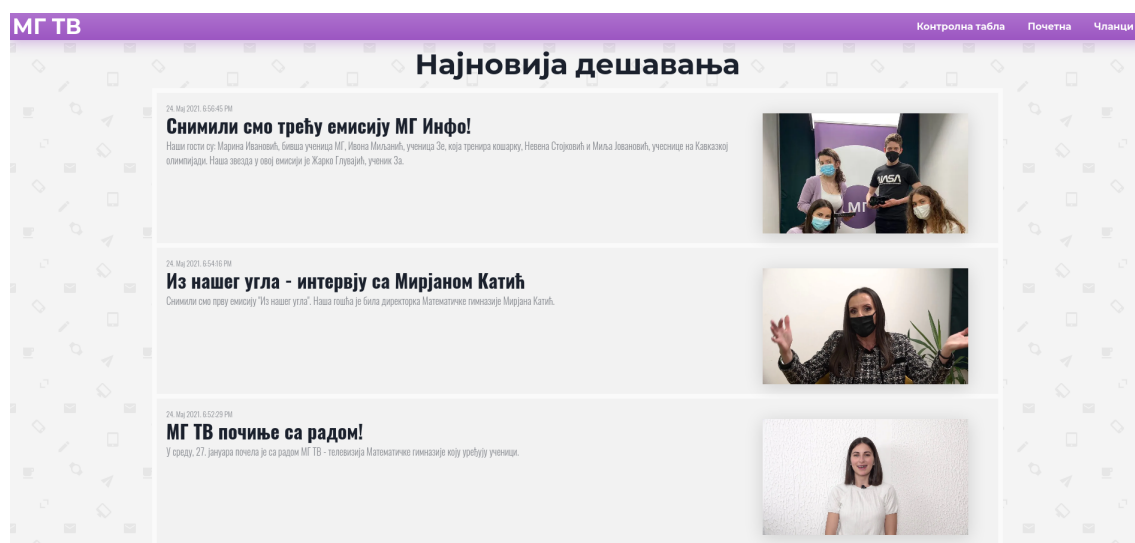 МГ ТВ
Контролна табла Почетна Чланци
Најновија дешавања
24. Мај 2021. 6:56:45 PM
Снимили смо трећу емисију МГ Инфо!
Наши гости су: Марина Ивановић, бивша ученица МГ, Ивона Миљанић, ученица 3е, која тренира кошарку, Невена Стојковић и Миља Јовановић, учеснице на Кавказкој
олимпијади. Наша звезда у овој емисији је Жарко Глувајић, ученик 3а.
NASA
МГ
24. Мај 2021. 6:54:16 PM
Из нашег угла - интервју са Мирјаном Катић
Снимили смо прву емисију "Из нашег угла". Наша гошћа је била директорка Математичке гимназије Мирјана Катић.
24. Мај 2021. 6:52:29 PM
МГ ТВ почиње са радом!
У среду, 27. јануара почела је са радом МГ ТВ - телевизија Математичке гимназије коју уређују ученици.